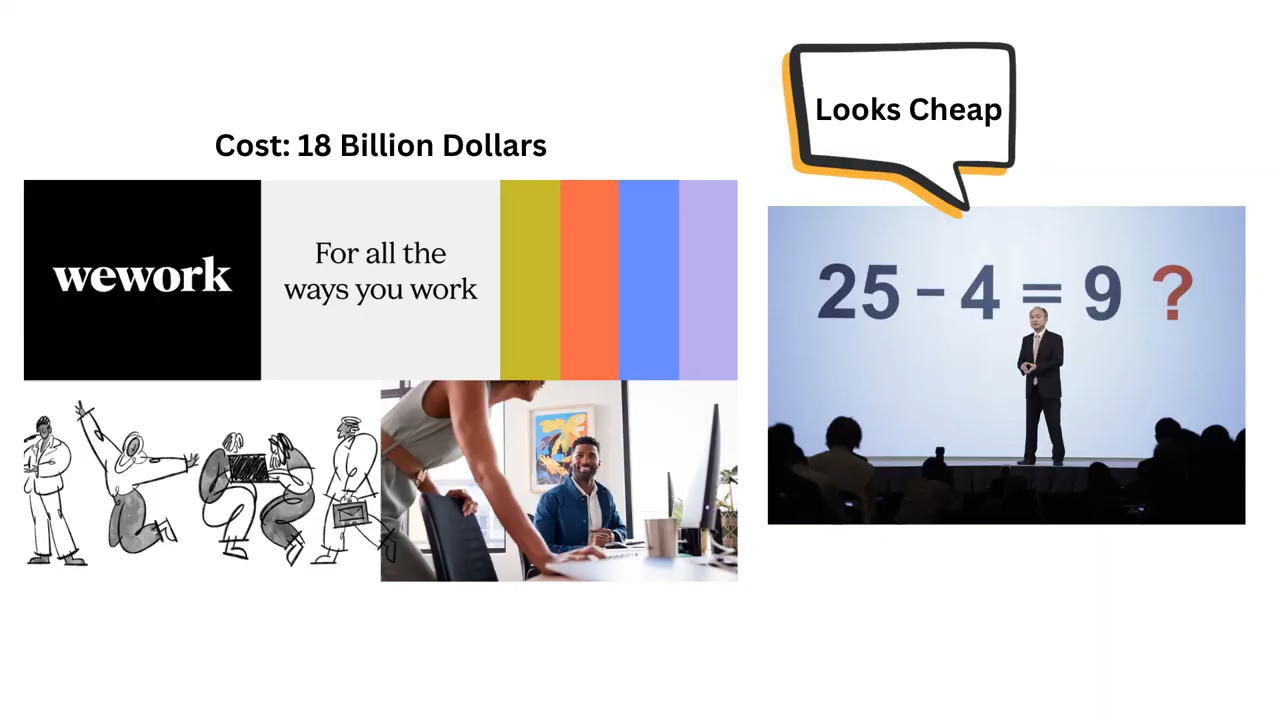 Looks Cheap
Cost: 18 Billion Dollars
wework
For all the
ways you work
25 - 4 = 9 ?